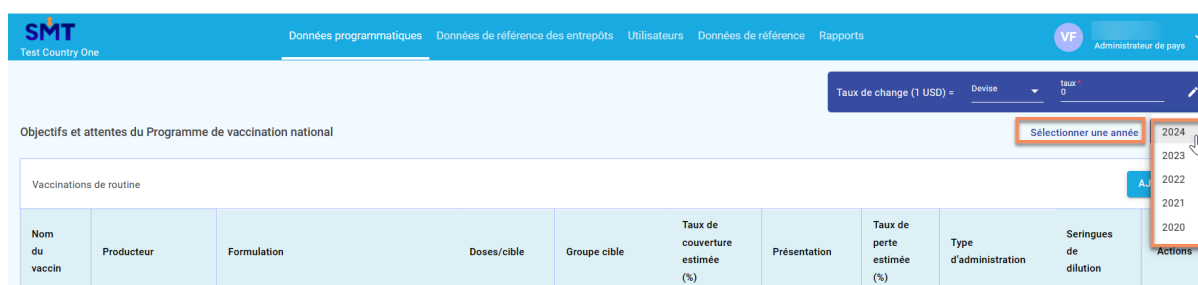 SMT
Test Country One
Données programmatiques Données de référence des entrepôts Utilisateurs Données de référence Rapports
VF
Administrateur de pays
Taux de change (1 USD) = Devise taux *
0
Objectifs et attentes du Programme de vaccination national
Sélectionner une année
2024
2023
2022
2021
2020
Vaccinations de routine
Nom
du
vaccin
Producteur
Formulation
Doses/cible
Groupe cible
Taux de
couverture
estimée
(%)
Présentation
Taux de
perte
estimée
(%)
Type
d'administration
Seringues
de
dilution
Actions